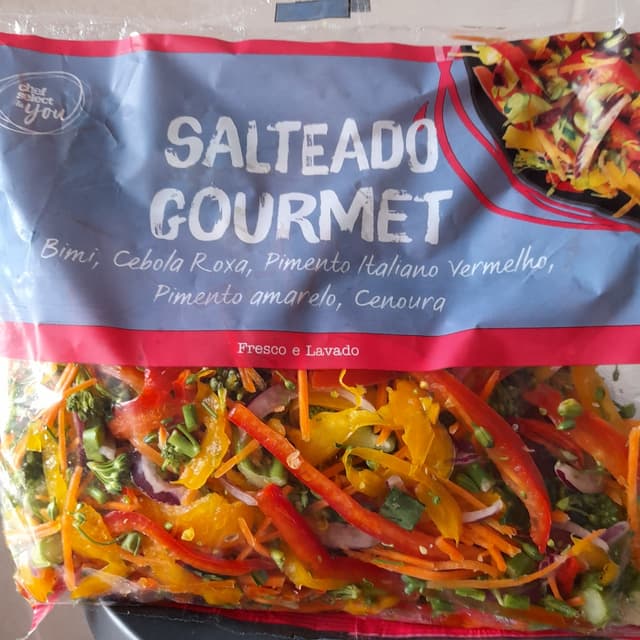 chef
select
& you
SALTEADO
GOURMET
Bimi, Cebola Roxa, Pimento Italiano Vermelho,
Pimento amarelo, Cenoura
Fresco e Lavado